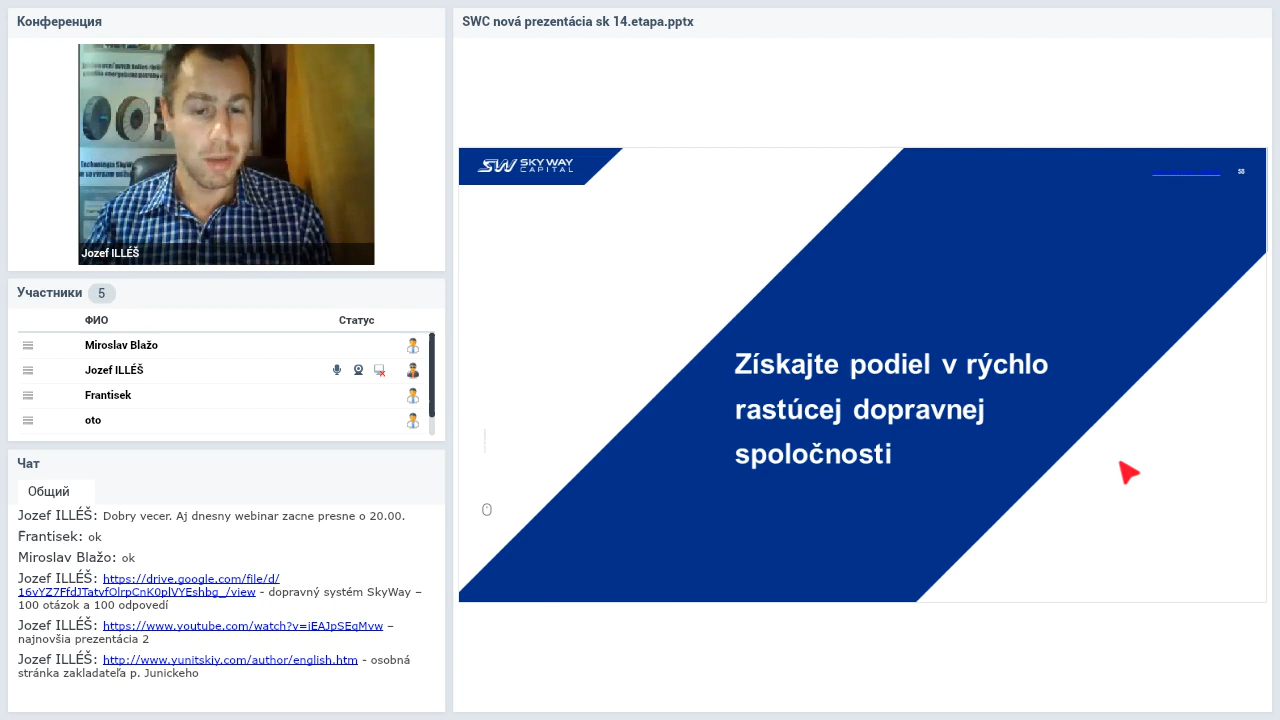 Конференция
Jozef ILLÉŠ
Участники 5
ФИО Статус
Miroslav Blažo
Jozef ILLÉŠ
Frantisek
oto
Чат
Общий
Jozef ILLÉŠ: Dobry vecer. Aj dnesny webinar zacne presne o 20.00.
Frantisek: ok
Miroslav Blažo: ok
Jozef ILLÉŠ: https://drive.google.com/file/d/
16vYZ7FfdJTatvfOlrpCnK0plVYEshbg_/view - dopravný systém SkyWay –
100 otázok a 100 odpovedí
Jozef ILLÉŠ: https://www.youtube.com/watch?v=iEAJpSEqMvw –
najnovšia prezentácia 2
Jozef ILLÉŠ: http://www.yunitskiy.com/author/english.htm - osobná
stránka zakladateľa p. Junickeho
SWC nová prezentácia sk 14.etapa.pptx
SW SKY WAY
CAPITAL
58
Získajte podiel v rýchlo
rastúcej dopravnej
spoločnosti